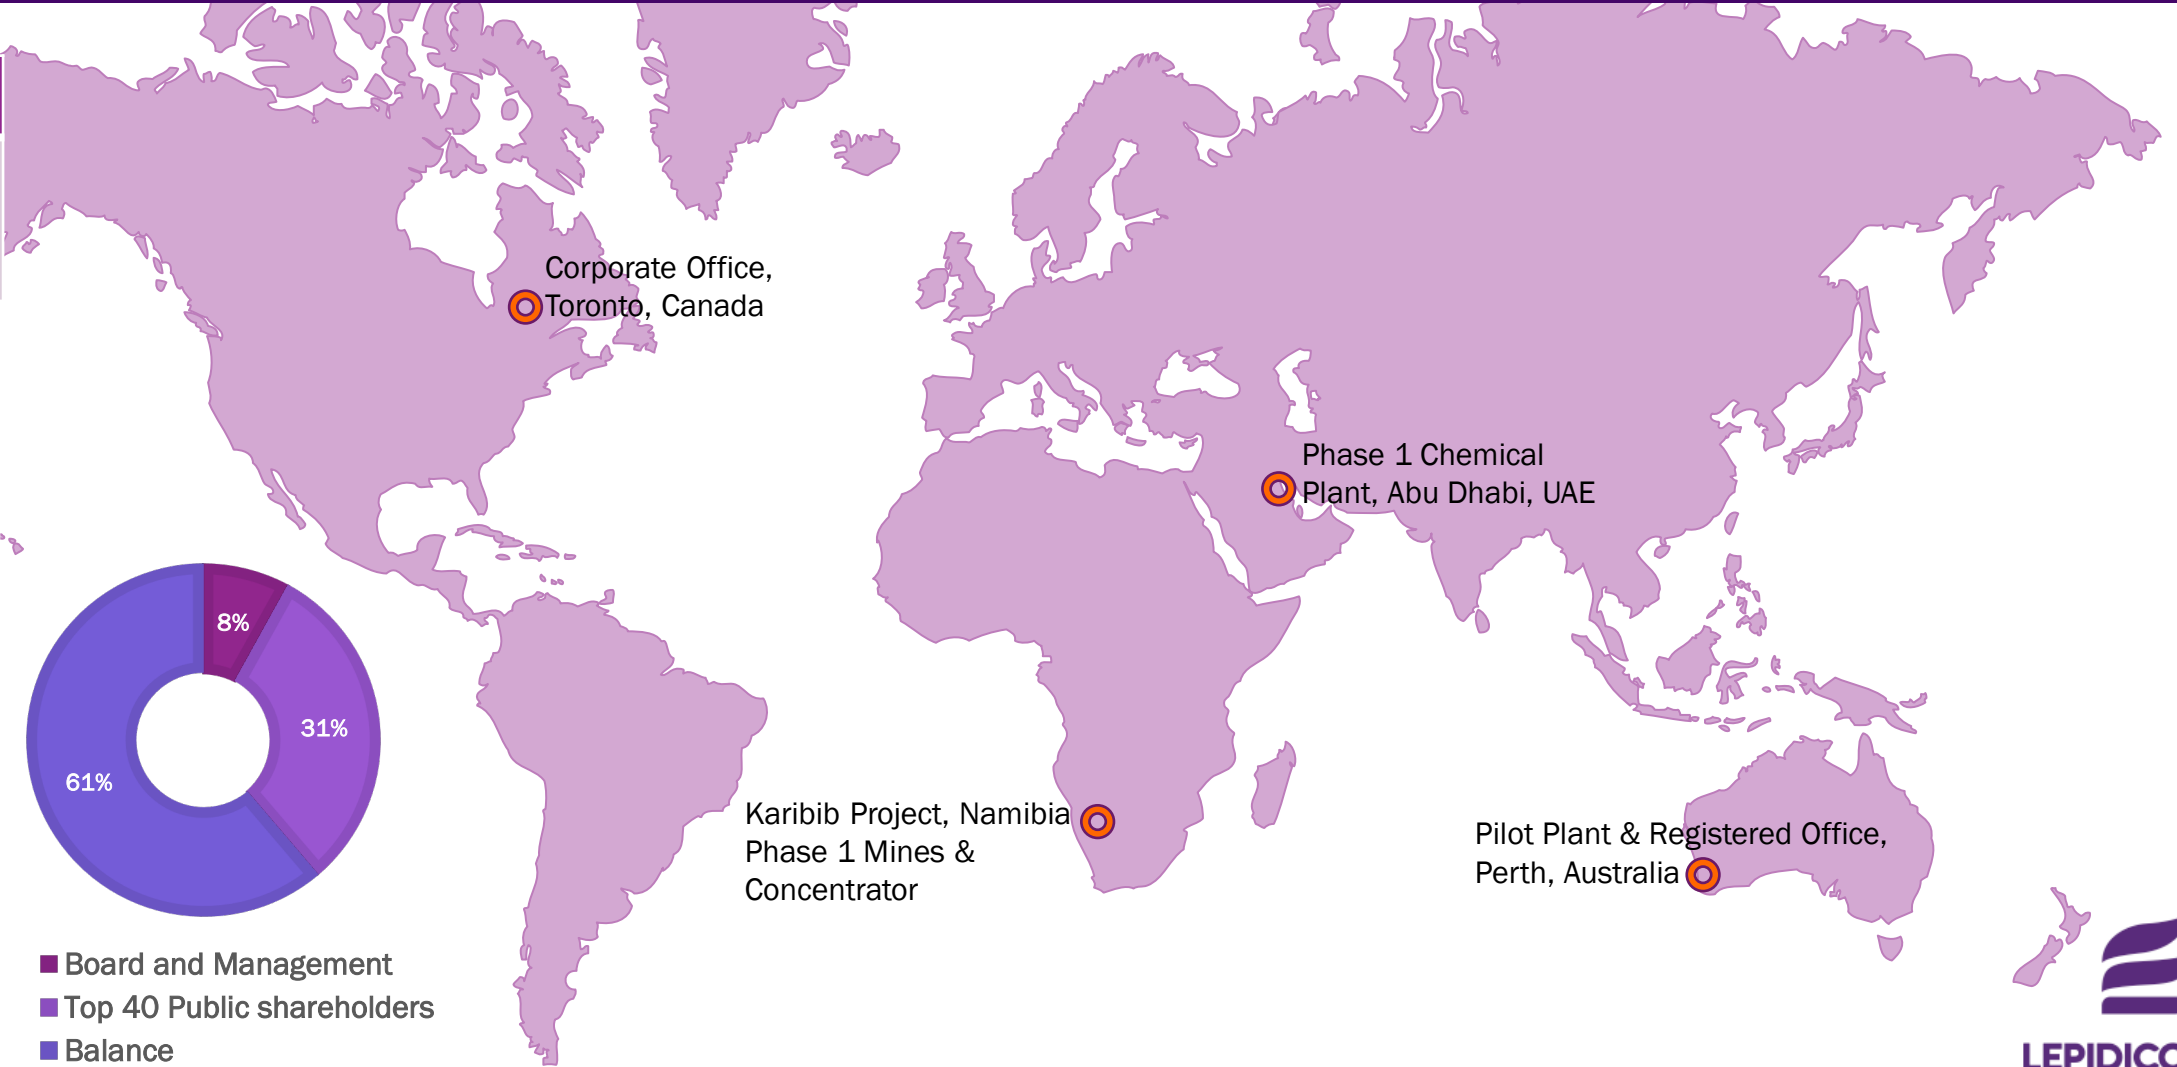 Corporate Office,
Toronto, Canada
Phase 1 Chemical
Plant, Abu Dhabi, UAE
Karibib Project, Namibia
Phase 1 Mines &
Concentrator
Pilot Plant & Registered Office,
Perth, Australia
8%
31%
61%
Board and Management
Top 40 Public shareholders
Balance
LEPIDICO